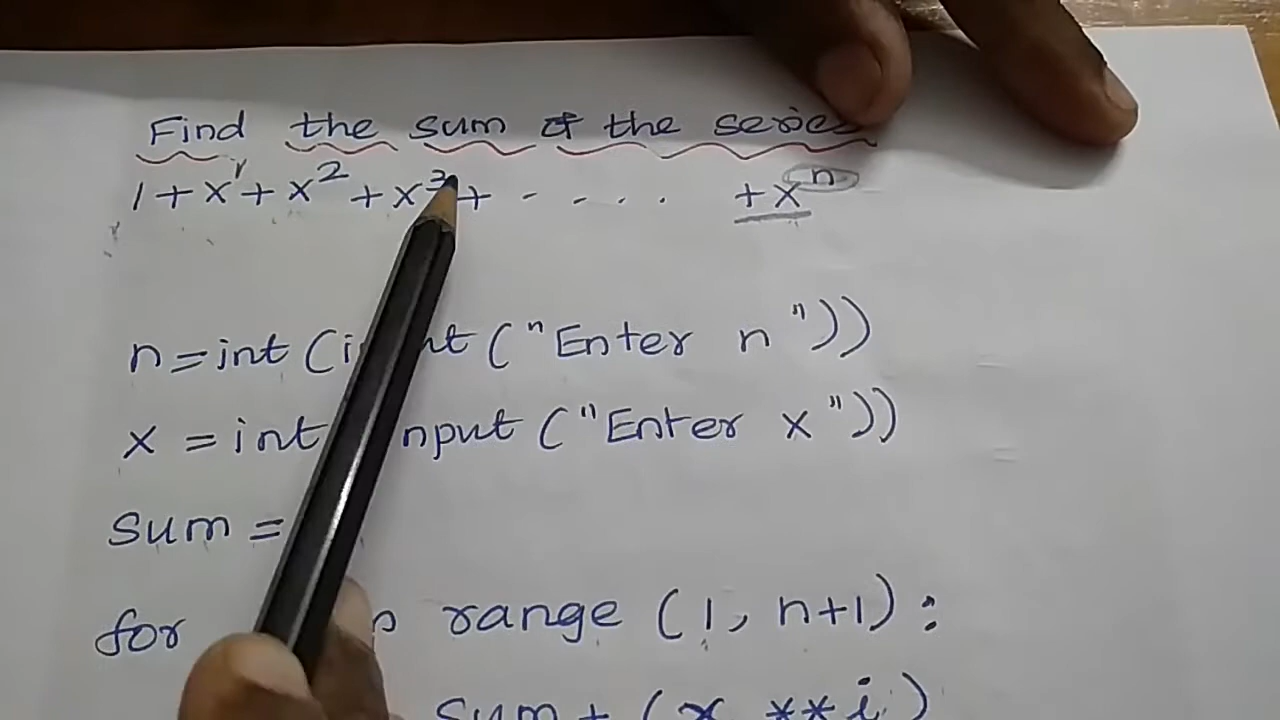 Find the sum of the series
1 + x¹ + x² + x³ + - - . . . + xⁿ
n = int ( ("Enter n"))
x = int ("Enter x"))
sum =
for range (1, n+1):
sum + (x ** i)